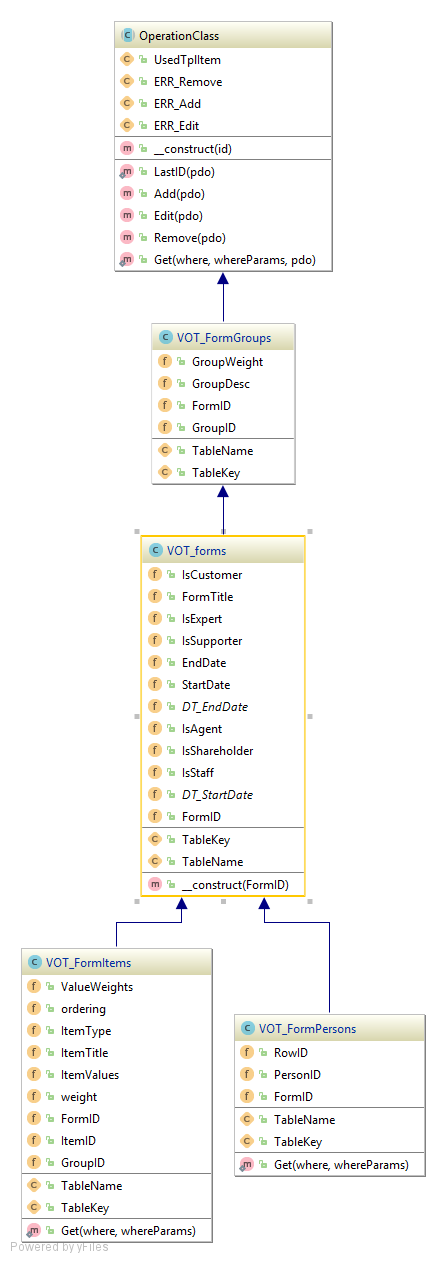 OperationClass
UsedTplItem
ERR_Remove
ERR_Add
ERR_Edit
__construct(id)
LastID(pdo)
Add(pdo)
Edit(pdo)
Remove(pdo)
Get(where, whereParams, pdo)
VOT_FormGroups
GroupWeight
GroupDesc
FormID
GroupID
TableName
TableKey
VOT_forms
IsCustomer
FormTitle
IsExpert
IsSupporter
EndDate
StartDate
DT_EndDate
IsAgent
IsShareholder
IsStaff
DT_StartDate
FormID
TableKey
TableName
__construct(FormID)
VOT_FormItems
ValueWeights
ordering
ItemType
ItemTitle
ItemValues
weight
FormID
ItemID
GroupID
TableName
TableKey
Get(where, whereParams)
VOT_FormPersons
RowID
PersonID
FormID
TableName
TableKey
Get(where, whereParams)
Powered by yFiles